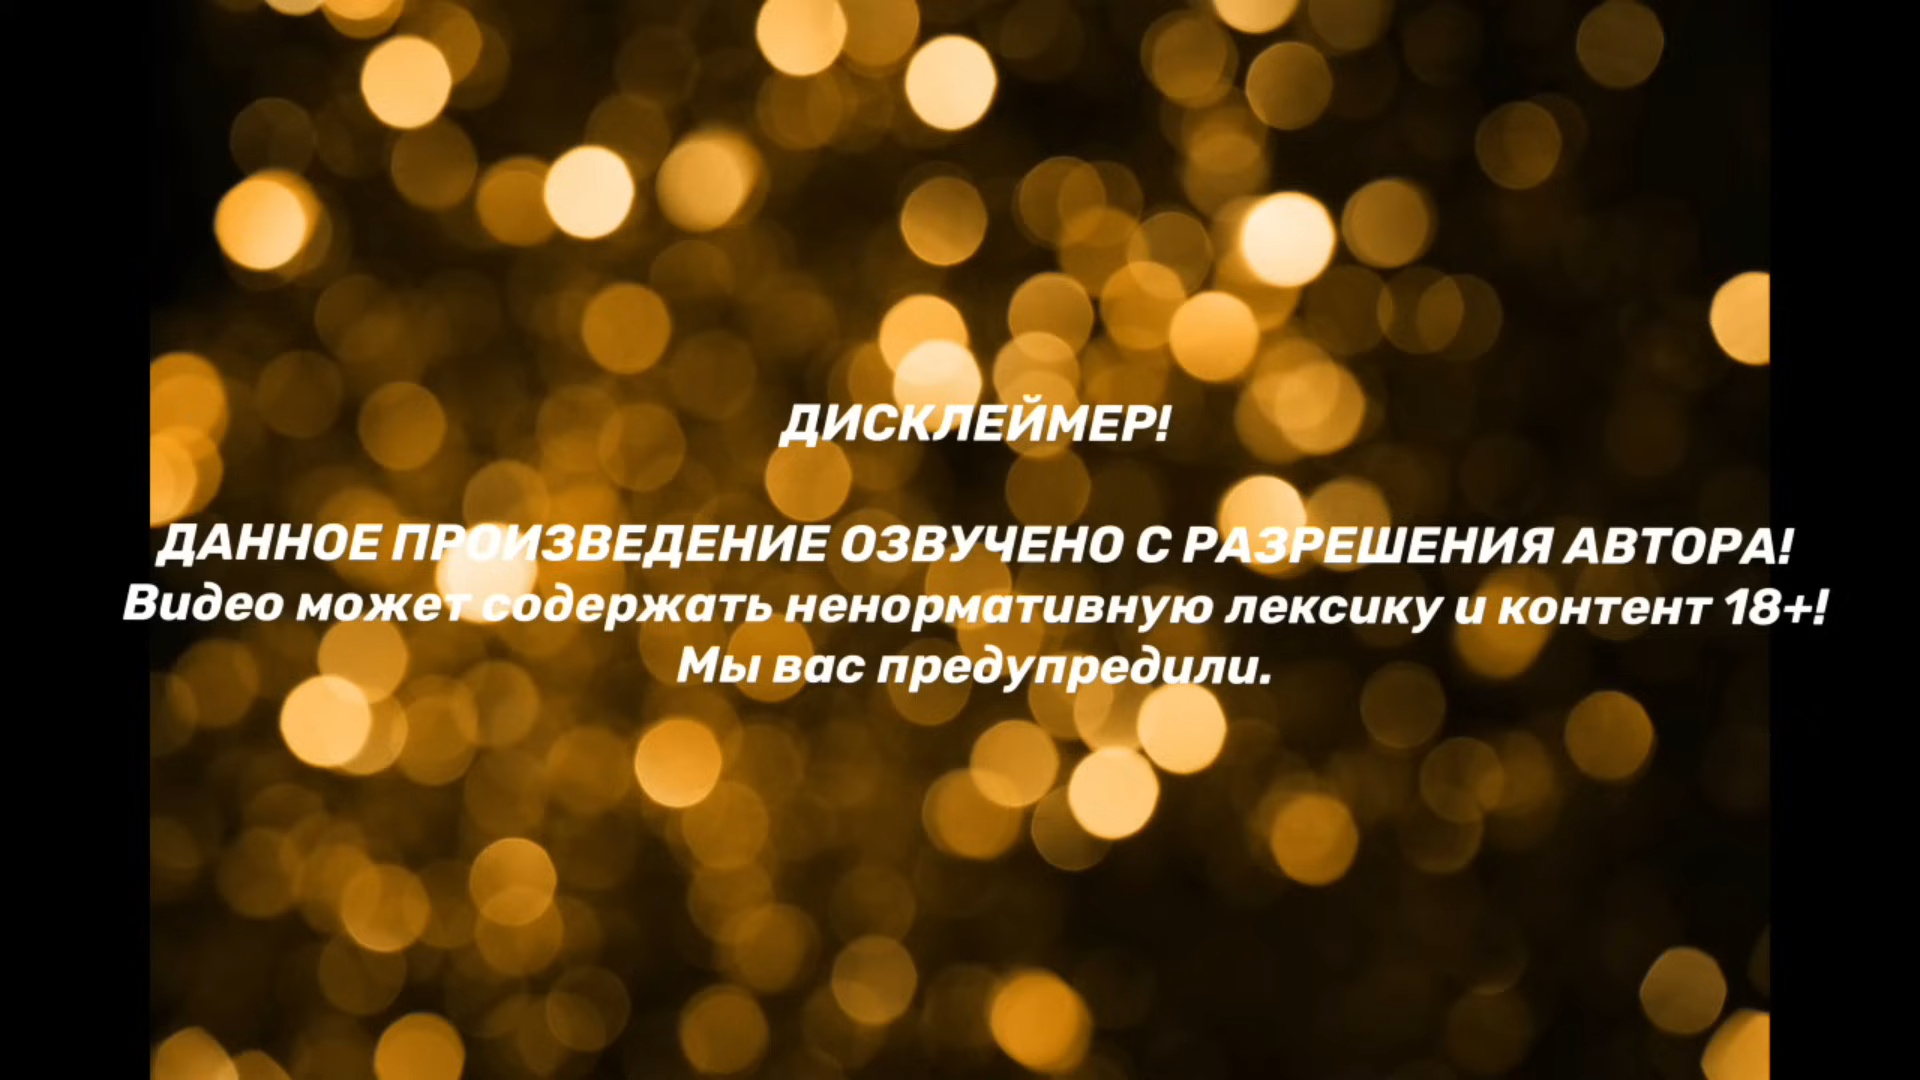 ДИСКЛЕЙМЕР!
ДАННОЕ ПРОИЗВЕДЕНИЕ ОЗВУЧЕНО С РАЗРЕШЕНИЯ АВТОРА!
Видео может содержать ненормативную лексику и контент 18+!
Мы вас предупредили.